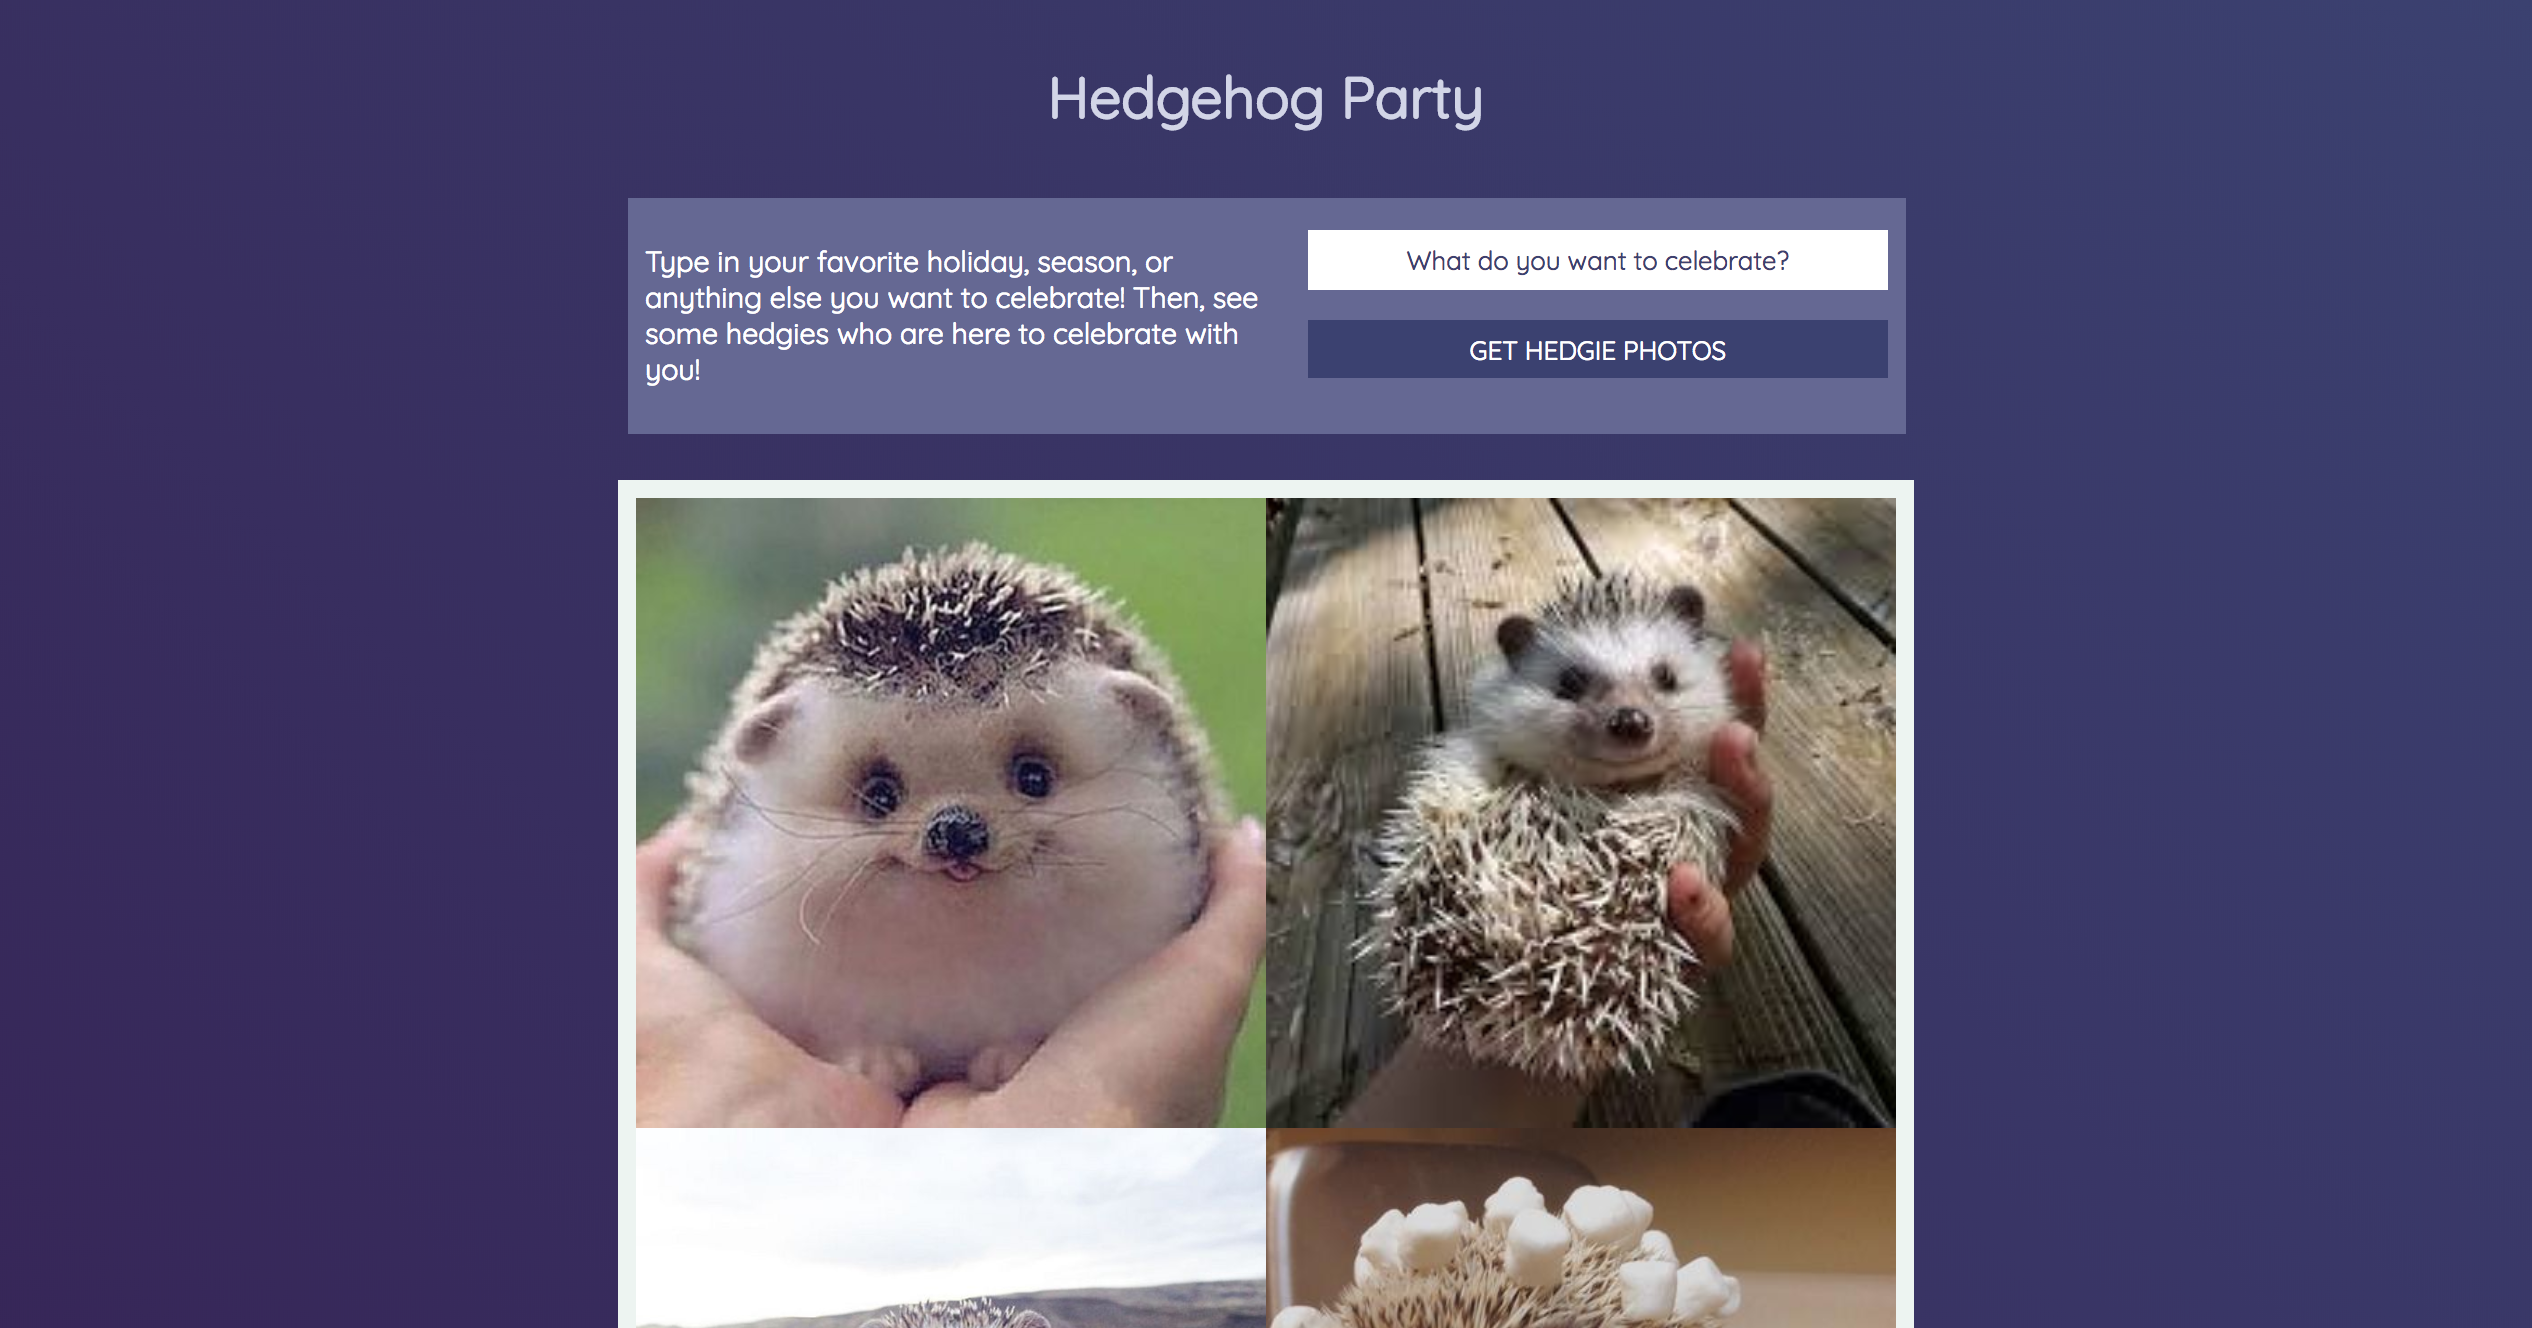 Hedgehog Party
Type in your favorite holiday, season, or
anything else you want to celebrate! Then, see
some hedgies who are here to celebrate with
you!
What do you want to celebrate?
GET HEDGIE PHOTOS